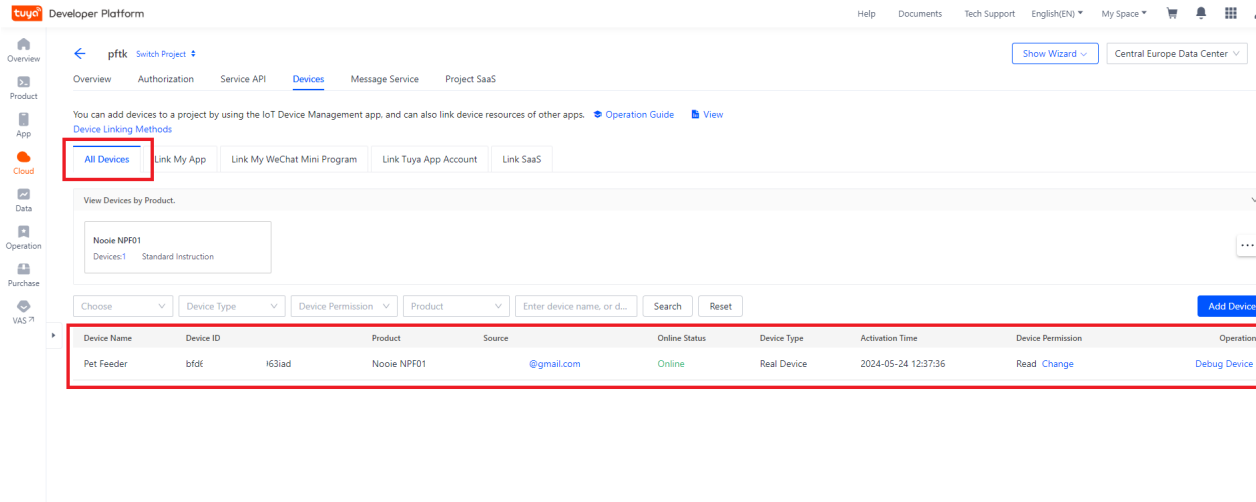 tuya Developer Platform Help Documents Tech Support English(EN) My Space
Overview
Product
App
Cloud
Data
Operation
Purchase
VAS
pftk Switch Project Show Wizard Central Europe Data Center
Overview Authorization Service API Devices Message Service Project SaaS
You can add devices to a project by using the IoT Device Management app, and can also link device resources of other apps. Operation Guide View
Device Linking Methods
All Devices Link My App Link My WeChat Mini Program Link Tuya App Account Link SaaS
View Devices by Product.
Nooie NPF01
Devices:1 Standard Instruction
Choose Device Type Device Permission Product Enter device name, or d... Search Reset Add Device
Device Name Device ID Product Source Online Status Device Type Activation Time Device Permission Operation
Pet Feeder bfd6 63iad Nooie NPF01 @gmail.com Online Real Device 2024-05-24 12:37:36 Read Change Debug Device